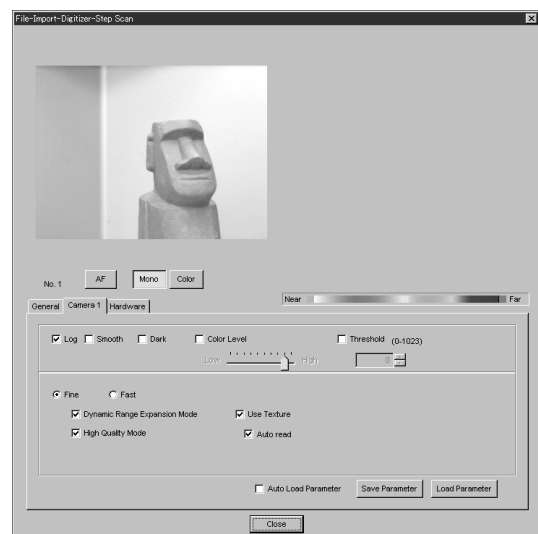 File-Import-Digitizer-Step Scan
No. 1 AF Mono Color
Near Far
General Camera 1 Hardware
Log Smooth Dark Color Level Threshold (0-1023)
Low High 0
Fine Fast
Dynamic Range Expansion Mode Use Texture
High Quality Mode Auto read
Auto Load Parameter Save Parameter Load Parameter
Close